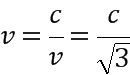 v = c/v = c/√3